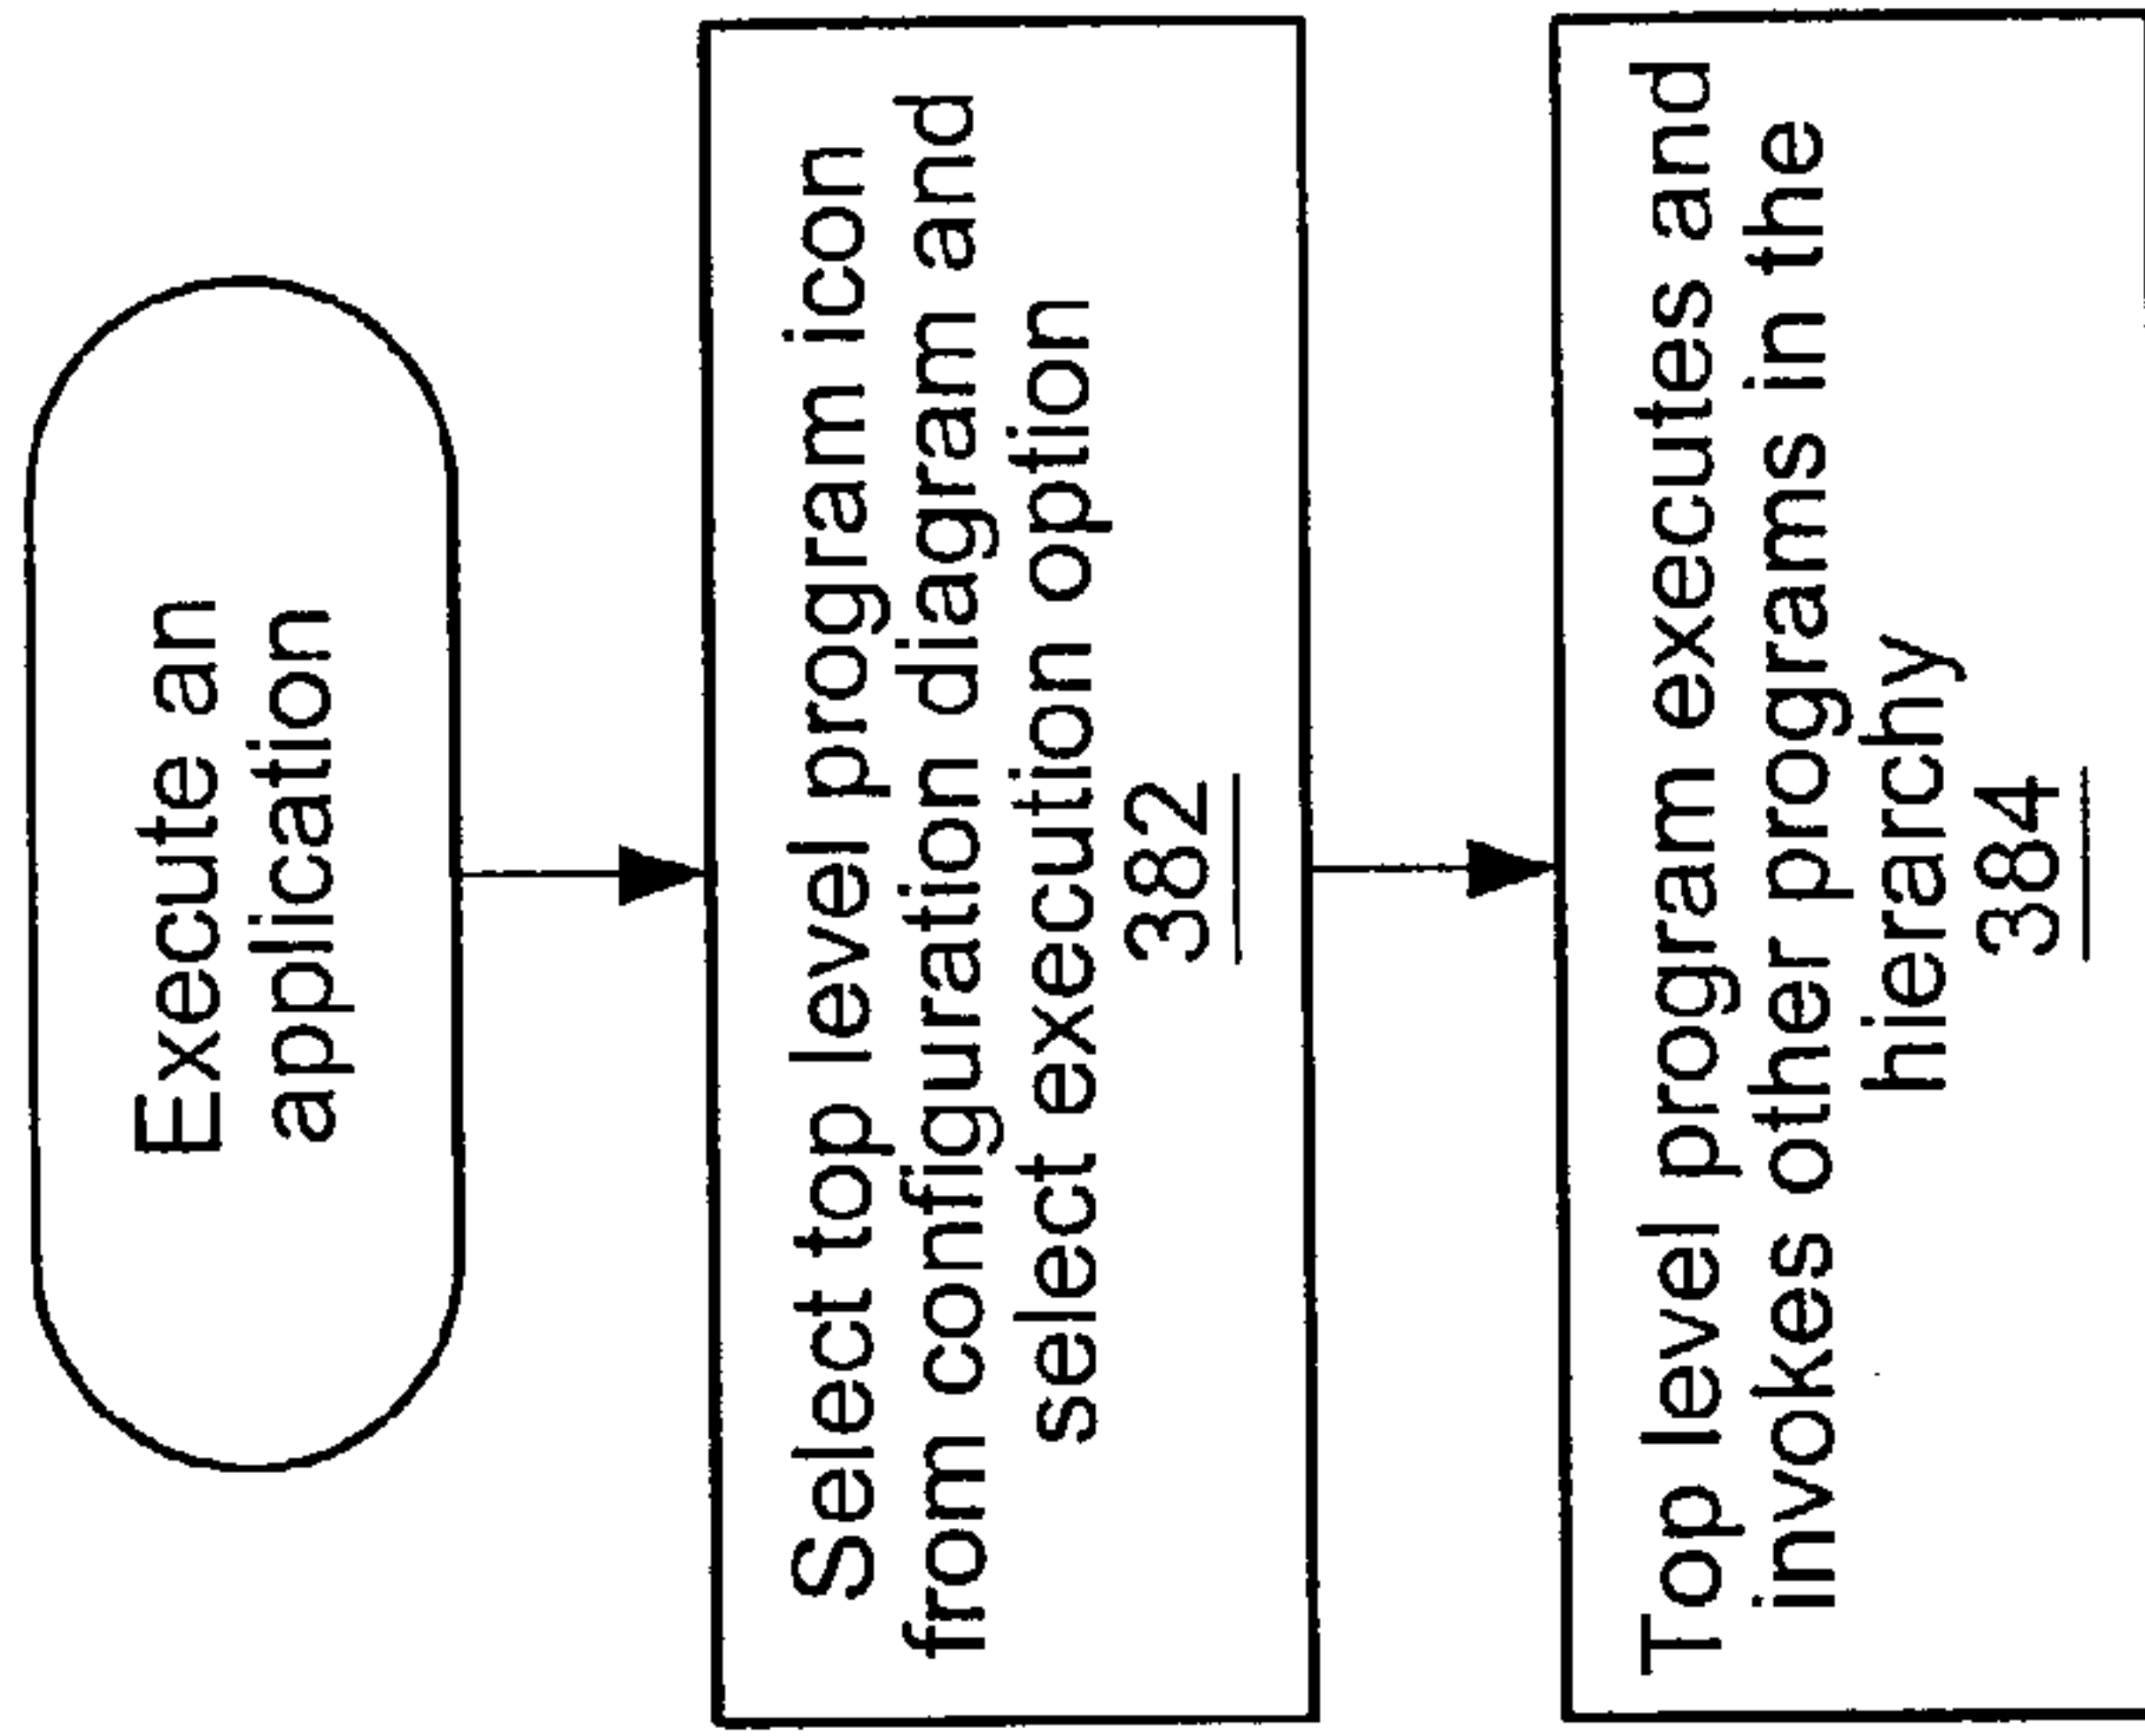 Execute an
application
Select top level program icon
from configuration diagram and
select execution option
382
Top level program executes and
invokes other programs in the
hierarchy
384